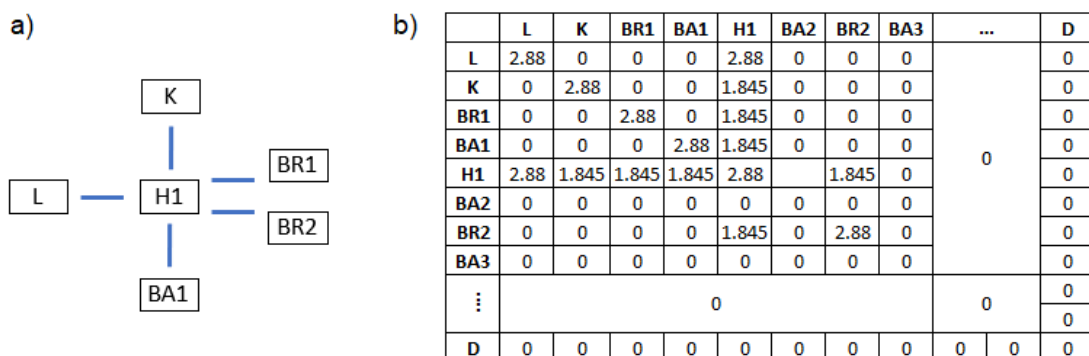 a)
K
L
H1
BR1
BR2
BA1
b)
L K BR1 BA1 H1 BA2 BR2 BA3 ... D
L 2.88 0 0 0 2.88 0 0 0 0
K 0 2.88 0 0 1.845 0 0 0 0
BR1 0 0 2.88 0 1.845 0 0 0 0
BA1 0 0 0 2.88 1.845 0 0 0 0 0
H1 2.88 1.845 1.845 1.845 2.88 1.845 0 0
BA2 0 0 0 0 0 0 0 0 0
BR2 0 0 0 0 1.845 0 2.88 0 0
BA3 0 0 0 0 0 0 0 0 0
⋮ 0 0 0
0
D 0 0 0 0 0 0 0 0 0 0 0